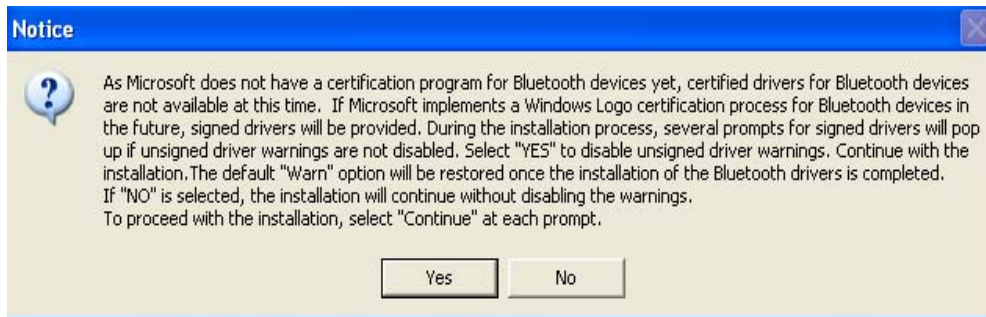 Notice
As Microsoft does not have a certification program for Bluetooth devices yet, certified drivers for Bluetooth devices
are not available at this time.  If Microsoft implements a Windows Logo certification process for Bluetooth devices in
the future, signed drivers will be provided. During the installation process, several prompts for signed drivers will pop
up if unsigned driver warnings are not disabled. Select "YES" to disable unsigned driver warnings. Continue with the
installation.The default "Warn" option will be restored once the installation of the Bluetooth drivers is completed.
If "NO" is selected, the installation will continue without disabling the warnings.
To proceed with the installation, select "Continue" at each prompt.
Yes No